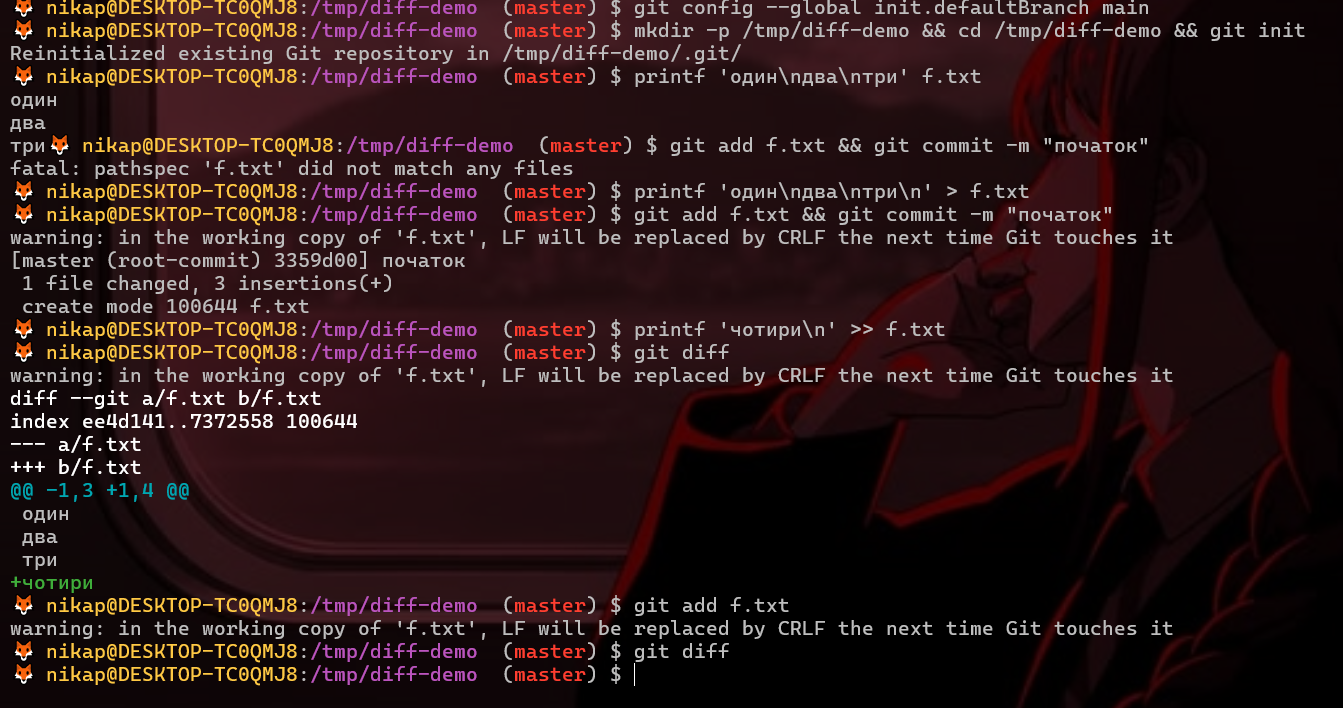 nikap@DESKTOP-TC0QMJ8:/tmp/diff-demo (master) $ git config --global init.defaultBranch main
nikap@DESKTOP-TC0QMJ8:/tmp/diff-demo (master) $ mkdir -p /tmp/diff-demo && cd /tmp/diff-demo && git init
Reinitialized existing Git repository in /tmp/diff-demo/.git/
nikap@DESKTOP-TC0QMJ8:/tmp/diff-demo (master) $ printf 'один\nдва\nтри' f.txt
один
два
три nikap@DESKTOP-TC0QMJ8:/tmp/diff-demo (master) $ git add f.txt && git commit -m "початок"
fatal: pathspec 'f.txt' did not match any files
nikap@DESKTOP-TC0QMJ8:/tmp/diff-demo (master) $ printf 'один\nдва\nтри\n' > f.txt
nikap@DESKTOP-TC0QMJ8:/tmp/diff-demo (master) $ git add f.txt && git commit -m "початок"
warning: in the working copy of 'f.txt', LF will be replaced by CRLF the next time Git touches it
[master (root-commit) 3359d00] початок
 1 file changed, 3 insertions(+)
 create mode 100644 f.txt
nikap@DESKTOP-TC0QMJ8:/tmp/diff-demo (master) $ printf 'чотири\n' >> f.txt
nikap@DESKTOP-TC0QMJ8:/tmp/diff-demo (master) $ git diff
warning: in the working copy of 'f.txt', LF will be replaced by CRLF the next time Git touches it
diff --git a/f.txt b/f.txt
index ee4d141..7372558 100644
--- a/f.txt
+++ b/f.txt
@@ -1,3 +1,4 @@
 один
 два
 три
+чотири
nikap@DESKTOP-TC0QMJ8:/tmp/diff-demo (master) $ git add f.txt
warning: in the working copy of 'f.txt', LF will be replaced by CRLF the next time Git touches it
nikap@DESKTOP-TC0QMJ8:/tmp/diff-demo (master) $ git diff
nikap@DESKTOP-TC0QMJ8:/tmp/diff-demo (master) $